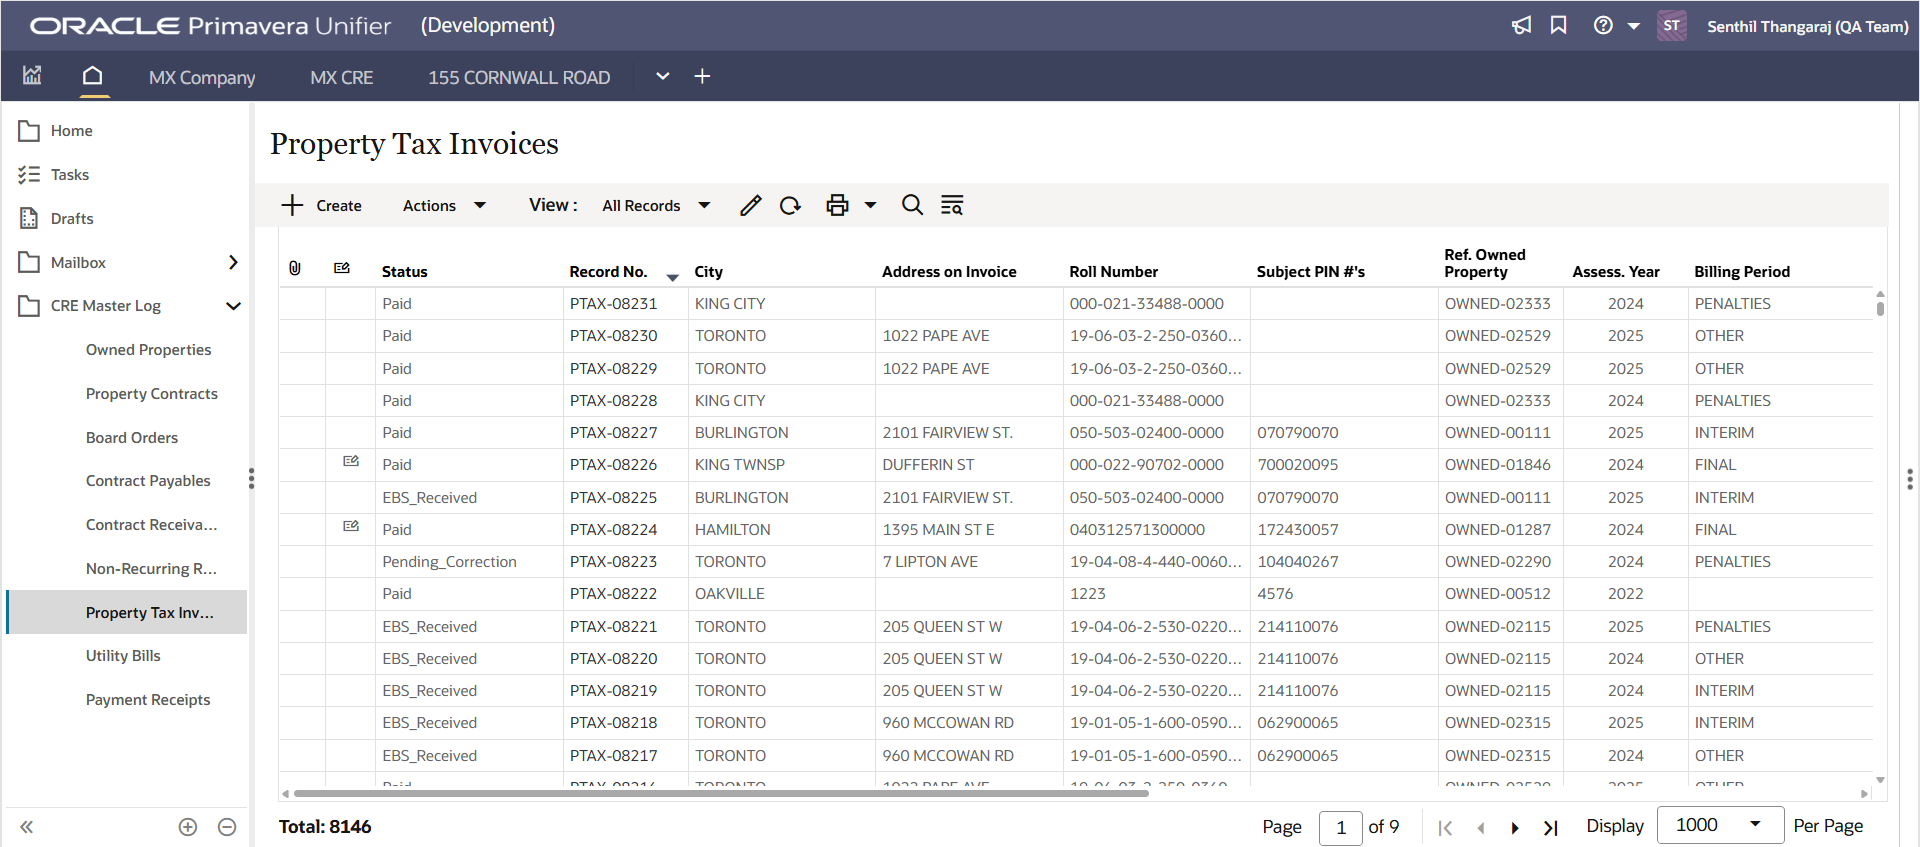 ORACLE Primavera Unifier (Development) ST Senthil Thangaraj (QA Team)
MX Company MX CRE 155 CORNWALL ROAD
Home
Tasks
Drafts
Mailbox
CRE Master Log
Owned Properties
Property Contracts
Board Orders
Contract Payables
Contract Receiva...
Non-Recurring R...
Property Tax Inv...
Utility Bills
Payment Receipts
Property Tax Invoices
Create Actions View : All Records
Status Record No. City Address on Invoice Roll Number Subject PIN #'s Ref. Owned Property Assess. Year Billing Period
Paid PTAX-08231 KING CITY 000-021-33488-0000 OWNED-02333 2024 PENALTIES
Paid PTAX-08230 TORONTO 1022 PAPE AVE 19-06-03-2-250-0360... OWNED-02529 2025 OTHER
Paid PTAX-08229 TORONTO 1022 PAPE AVE 19-06-03-2-250-0360... OWNED-02529 2025 OTHER
Paid PTAX-08228 KING CITY 000-021-33488-0000 OWNED-02333 2024 PENALTIES
Paid PTAX-08227 BURLINGTON 2101 FAIRVIEW ST. 050-503-02400-0000 070790070 OWNED-00111 2025 INTERIM
Paid PTAX-08226 KING TWNSP DUFFERIN ST 000-022-90702-0000 700020095 OWNED-01846 2024 FINAL
EBS_Received PTAX-08225 BURLINGTON 2101 FAIRVIEW ST. 050-503-02400-0000 070790070 OWNED-00111 2025 INTERIM
Paid PTAX-08224 HAMILTON 1395 MAIN ST E 040312571300000 172430057 OWNED-01287 2024 FINAL
Pending_Correction PTAX-08223 TORONTO 7 LIPTON AVE 19-04-08-4-440-0060... 104040267 OWNED-02290 2024 PENALTIES
Paid PTAX-08222 OAKVILLE 1223 4576 OWNED-00512 2022
EBS_Received PTAX-08221 TORONTO 205 QUEEN ST W 19-04-06-2-530-0220... 214110076 OWNED-02115 2025 PENALTIES
EBS_Received PTAX-08220 TORONTO 205 QUEEN ST W 19-04-06-2-530-0220... 214110076 OWNED-02115 2024 OTHER
EBS_Received PTAX-08219 TORONTO 205 QUEEN ST W 19-04-06-2-530-0220... 214110076 OWNED-02115 2024 INTERIM
EBS_Received PTAX-08218 TORONTO 960 MCCOWAN RD 19-01-05-1-600-0590... 062900065 OWNED-02315 2025 INTERIM
EBS_Received PTAX-08217 TORONTO 960 MCCOWAN RD 19-01-05-1-600-0590... 062900065 OWNED-02315 2024 OTHER
Total: 8146 Page 1 of 9 Display 1000 Per Page